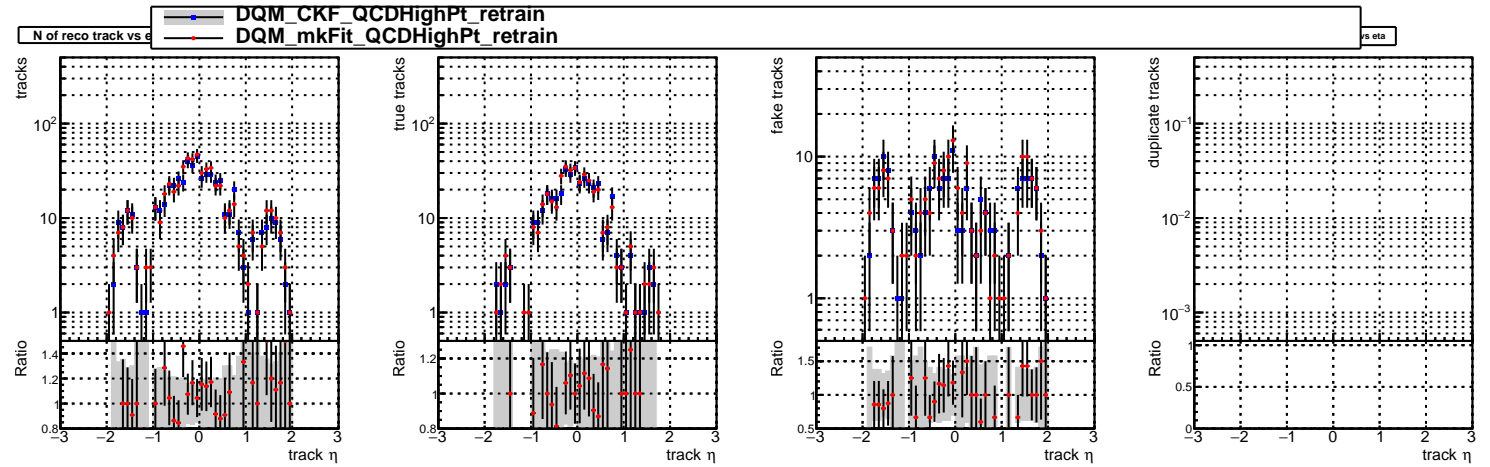 DQM_CKF_QCDHighPt_retrain
DQM_mkFit_QCDHighPt_retrain
N of reco track vs e
vs eta
tracks
10²
10
1
Ratio
1.4
1.2
1
0.8
−3 −2 −1 0 1 2 3
track η
true tracks
10²
10
1
Ratio
1.2
1
0.8
−3 −2 −1 0 1 2 3
track η
fake tracks
10
1
Ratio
1.5
1
0.5
−3 −2 −1 0 1 2 3
track η
duplicate tracks
10⁻¹
10⁻²
10⁻³
Ratio
1
0.5
0
−3 −2 −1 0 1 2 3
track η